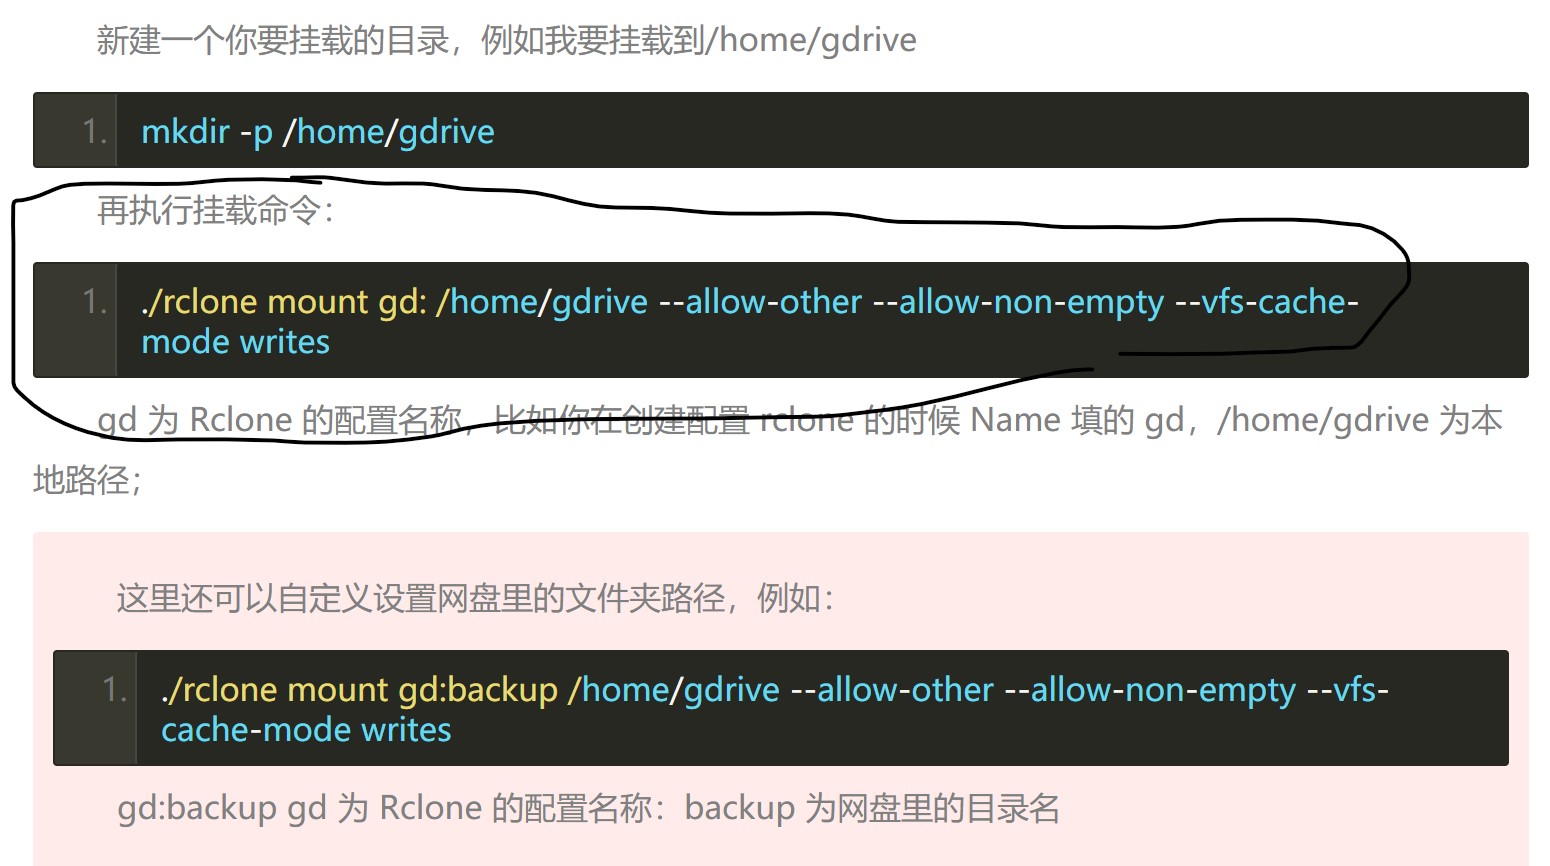 新建一个你要挂载的目录，例如我要挂载到/home/gdrive
1. mkdir -p /home/gdrive
再执行挂载命令：
1. ./rclone mount gd: /home/gdrive --allow-other --allow-non-empty --vfs-cache-
mode writes
gd 为 Rclone 的配置名称，比如你在创建配置 rclone 的时候 Name 填的 gd，/home/gdrive 为本
地路径；
这里还可以自定义设置网盘里的文件夹路径，例如：
1. ./rclone mount gd:backup /home/gdrive --allow-other --allow-non-empty --vfs-
cache-mode writes
gd:backup gd 为 Rclone 的配置名称：backup 为网盘里的目录名